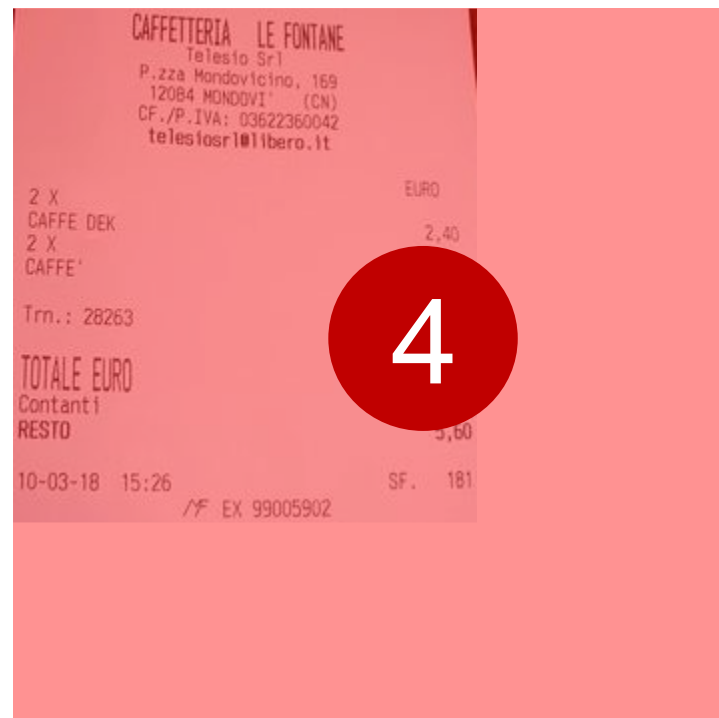 CAFFETTERIA LE FONTANE
Telesio Srl
P.zza Mondovicino, 169
12084 MONDOVI' (CN)
CF./P.IVA: 03622360042
telesiosrl@libero.it
EURO
2 X
CAFFE DEK 2,40
2 X
CAFFE'
Trn.: 28263
4
TOTALE EURO
Contanti
RESTO 5,60
10-03-18 15:26 SF. 181
/MF EX 99005902